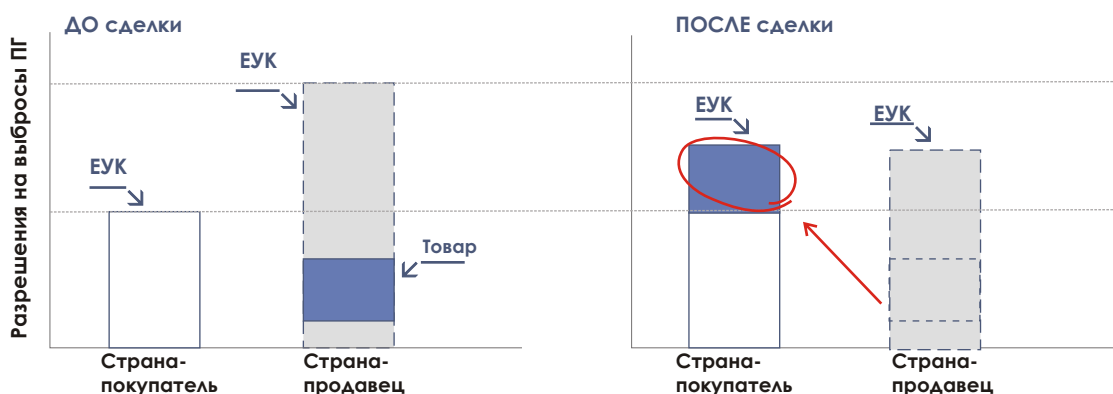 Разрешения на выбросы ПГ
ДО сделки
ЕУК
ЕУК
Товар
Страна-
покупатель
Страна-
продавец
ПОСЛЕ сделки
ЕУК
ЕУК
Страна-
покупатель
Страна-
продавец